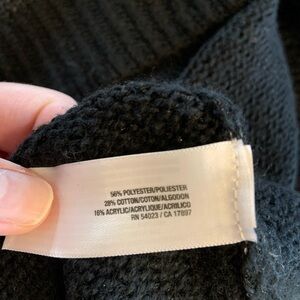 56% POLYESTER/POLIESTER
28% COTTON/COTON/ALGODON
16% ACRYLIC/ACRYLIQUE/ACRILICO
RN 54023 / CA 17897